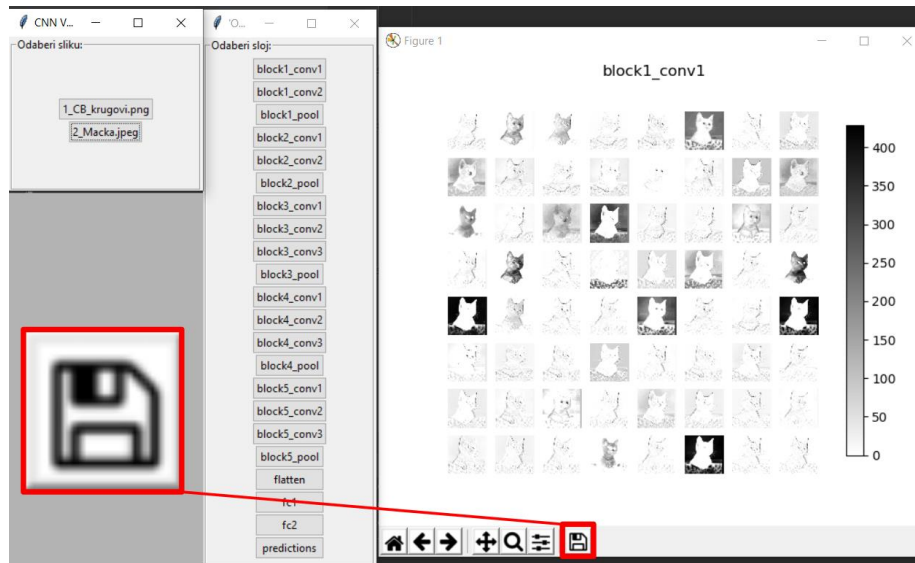 CNN V...
Odaberi sliku:
1_CB_krugovi.png
2_Macka.jpeg
'O...
Odaberi sloj:
block1_conv1
block1_conv2
block1_pool
block2_conv1
block2_conv2
block2_pool
block3_conv1
block3_conv2
block3_conv3
block3_pool
block4_conv1
block4_conv2
block4_conv3
block4_pool
block5_conv1
block5_conv2
block5_conv3
block5_pool
flatten
fc1
fc2
predictions
Figure 1
block1_conv1
400
350
300
250
200
150
100
50
0